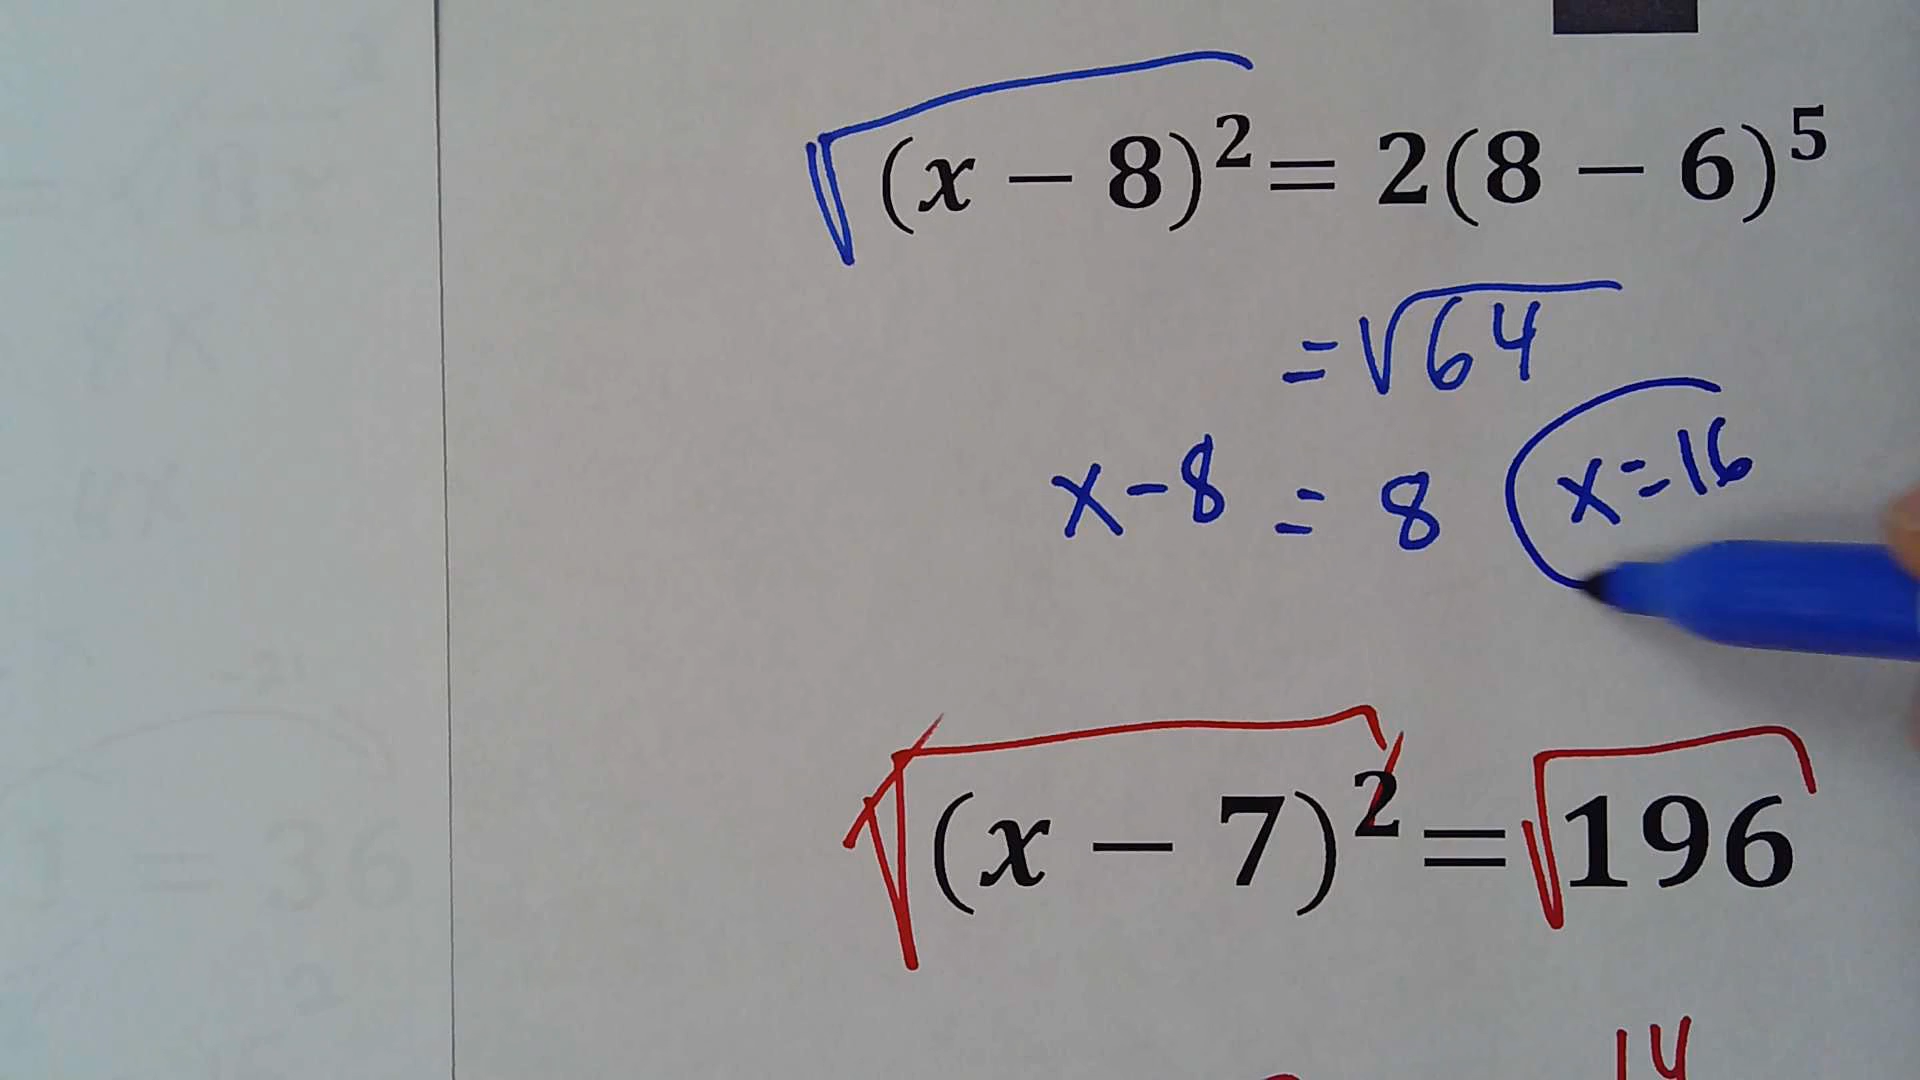 √(x − 8)² = 2(8 − 6)⁵
= √64
x - 8 = 8 x = 16
√(x − 7)² = √196
14